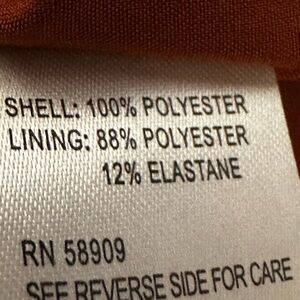 SHELL: 100% POLYESTER
LINING: 88% POLYESTER
12% ELASTANE
RN 58909
SEE REVERSE SIDE FOR CARE